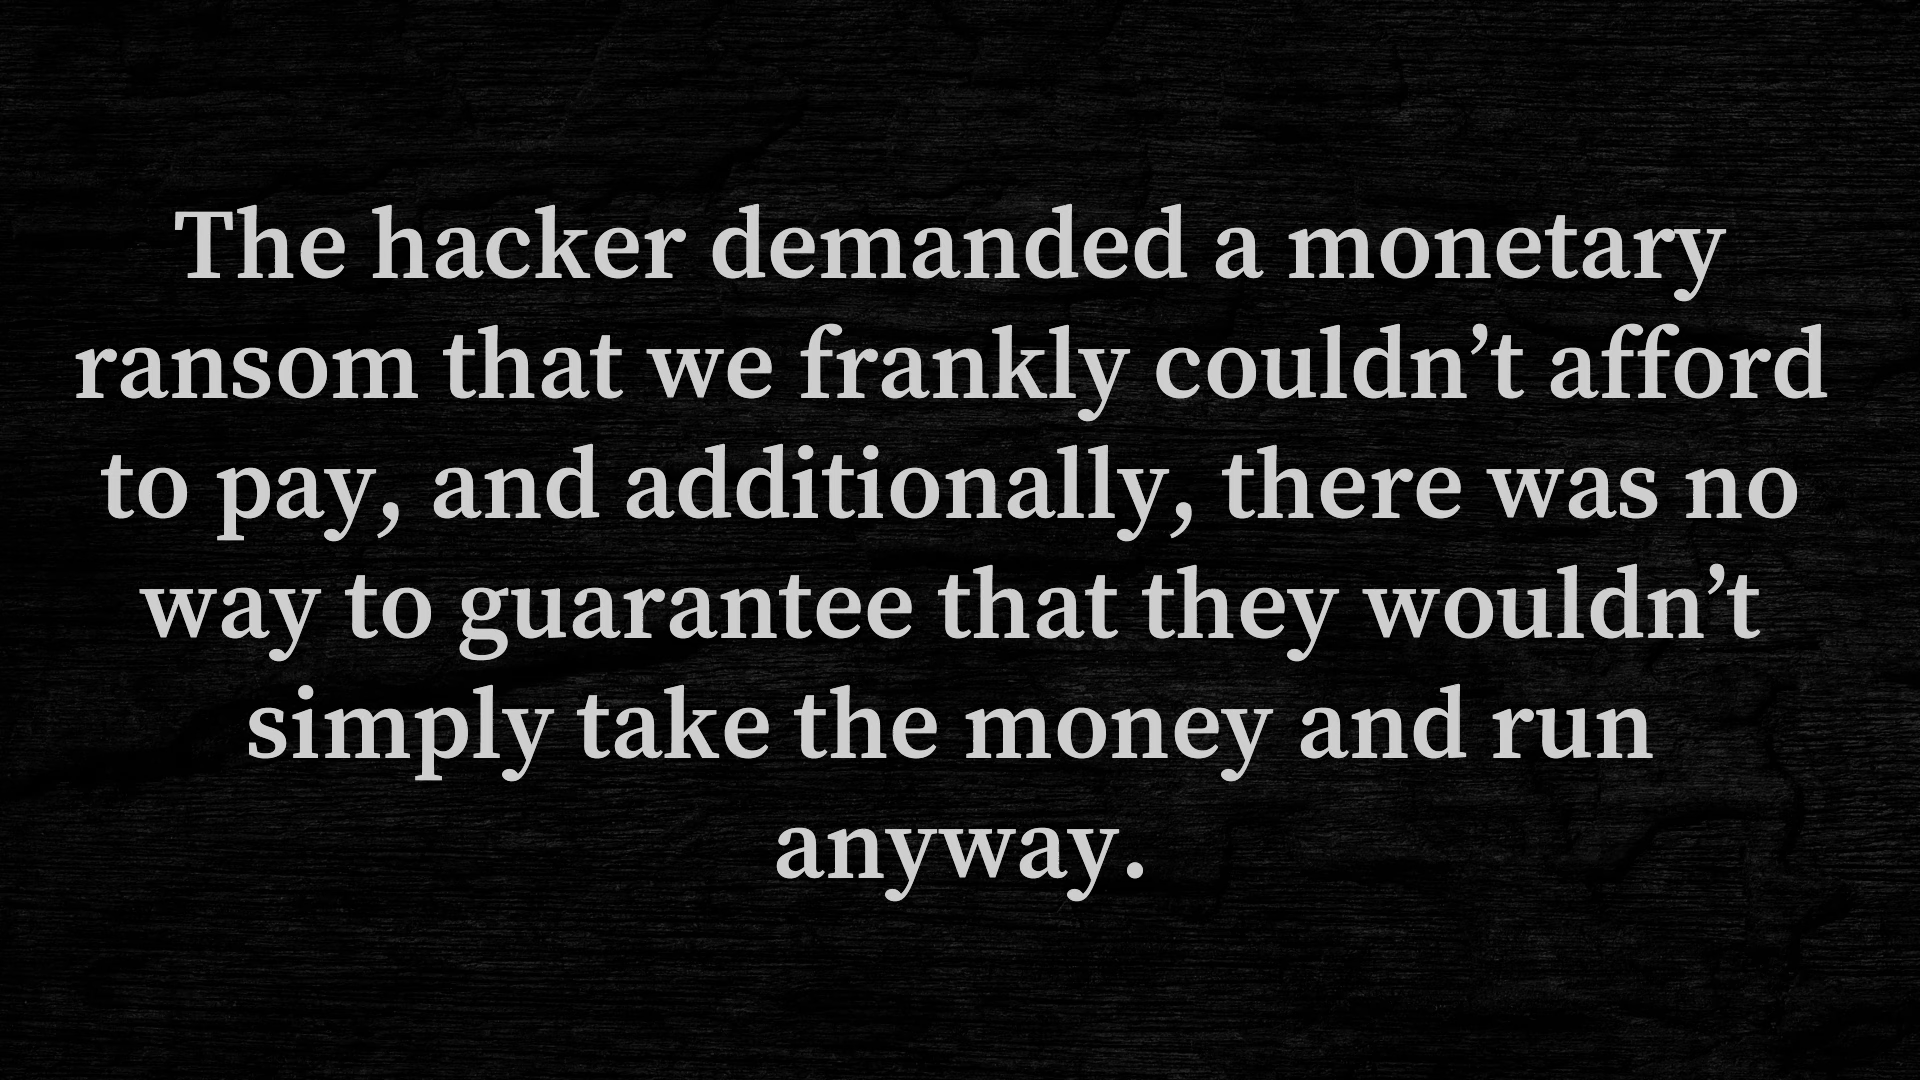 The hacker demanded a monetary
ransom that we frankly couldn’t afford
to pay, and additionally, there was no
way to guarantee that they wouldn’t
simply take the money and run
anyway.